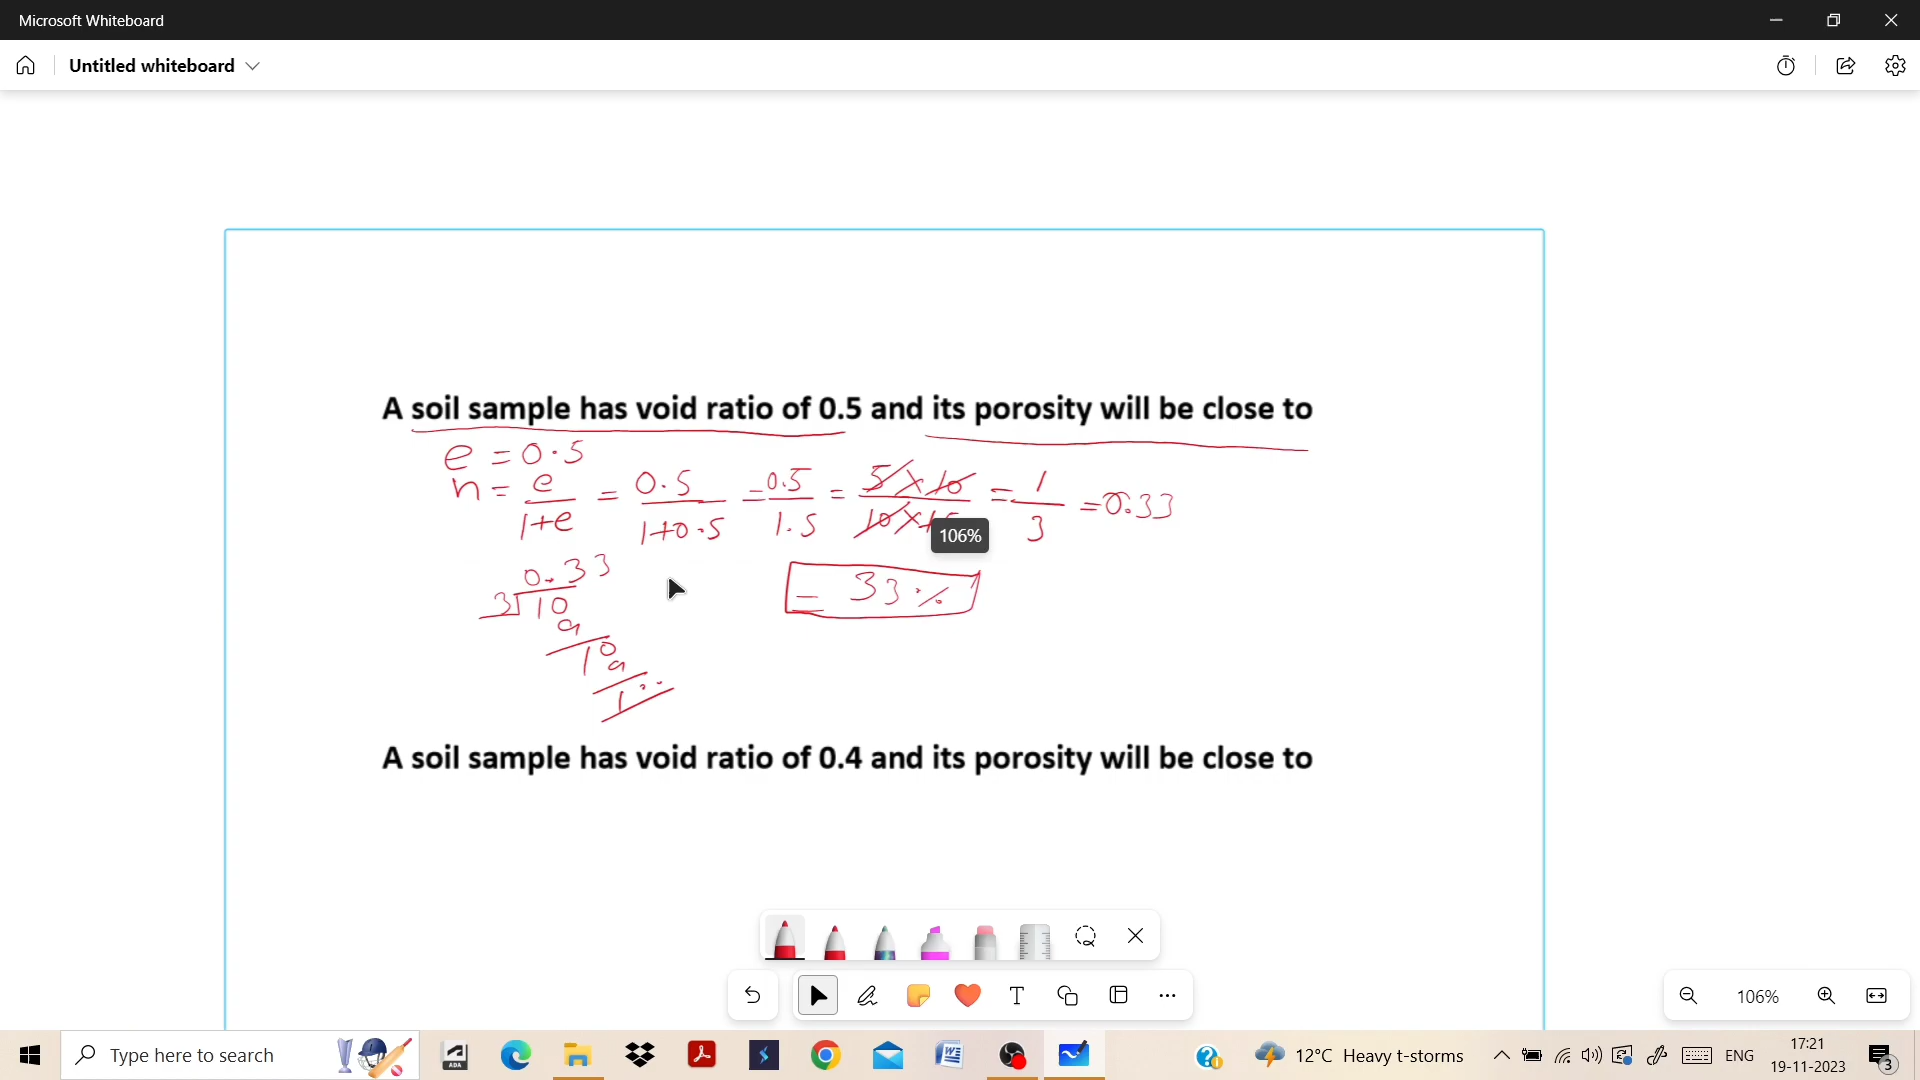 Microsoft Whiteboard
Untitled whiteboard
A soil sample has void ratio of 0.5 and its porosity will be close to
e = 0.5
n = e/1+e = 0.5/1+0.5 = 0.5/1.5 = 5×10/10×15 = 1/3 = 0.33
106%
0.33
3 10
= 33%
9
10
9
1
A soil sample has void ratio of 0.4 and its porosity will be close to
106%
Type here to search
ADA
12°C Heavy t-storms
ENG
17:21
19-11-2023
3